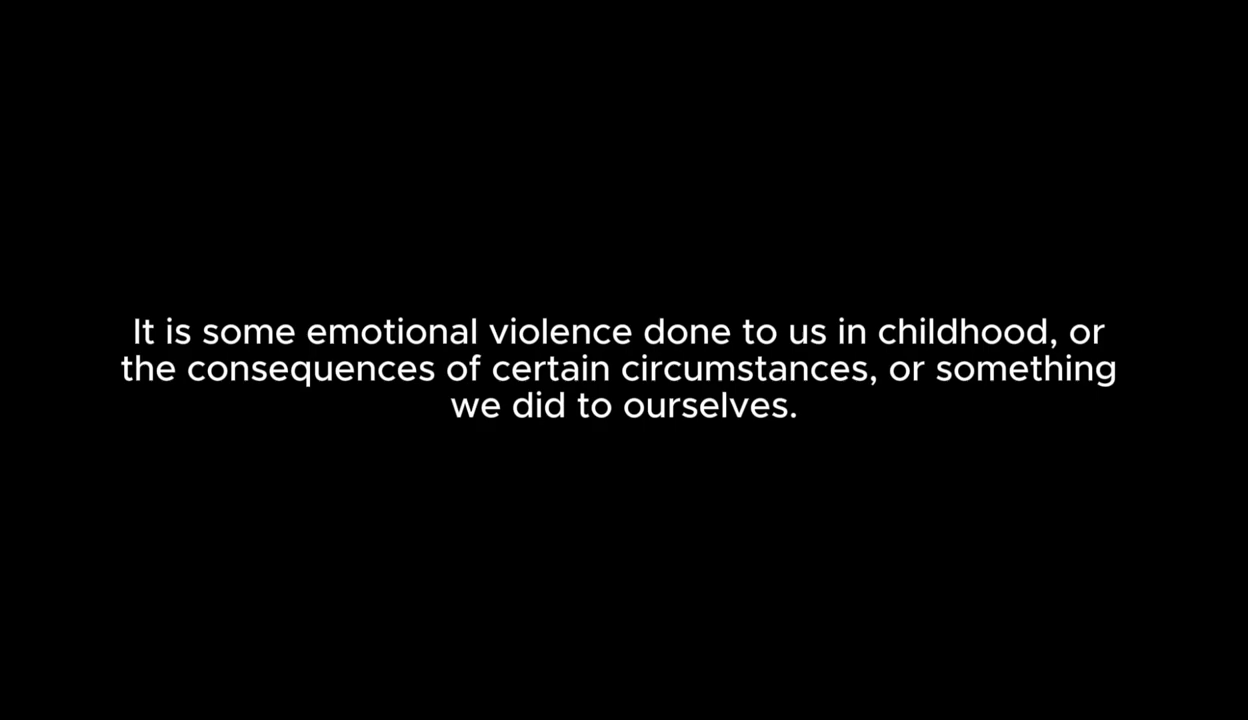 It is some emotional violence done to us in childhood, or
the consequences of certain circumstances, or something
we did to ourselves.